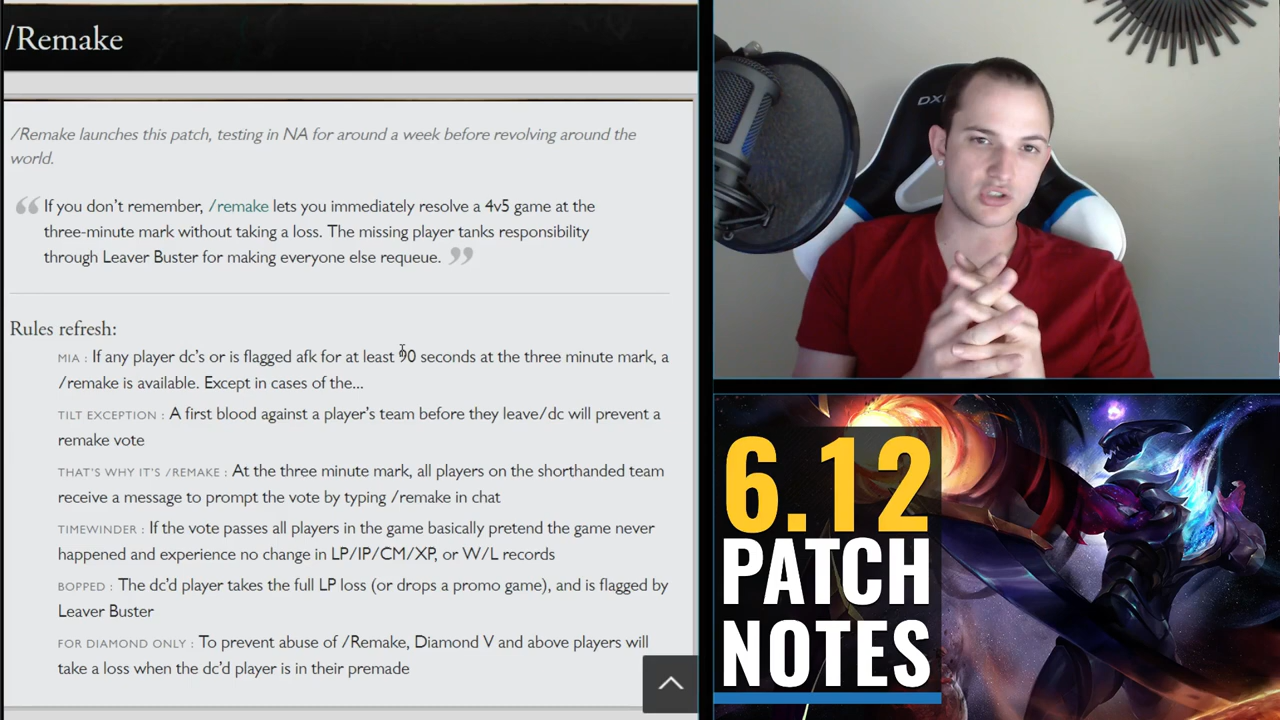 /Remake
/Remake launches this patch, testing in NA for around a week before revolving around the
world.
If you don't remember, /remake lets you immediately resolve a 4v5 game at the
three-minute mark without taking a loss. The missing player tanks responsibility
through Leaver Buster for making everyone else requeue.
Rules refresh:
MIA : If any player dc's or is flagged afk for at least 90 seconds at the three minute mark, a
/remake is available. Except in cases of the...
TILT EXCEPTION : A first blood against a player's team before they leave/dc will prevent a
remake vote
THAT'S WHY IT'S /REMAKE : At the three minute mark, all players on the shorthanded team
receive a message to prompt the vote by typing /remake in chat
TIMEWINDER : If the vote passes all players in the game basically pretend the game never
happened and experience no change in LP/IP/CM/XP, or W/L records
BOPPED : The dc'd player takes the full LP loss (or drops a promo game), and is flagged by
Leaver Buster
FOR DIAMOND ONLY : To prevent abuse of /Remake, Diamond V and above players will
take a loss when the dc'd player is in their premade
DX
6.12
PATCH
NOTES